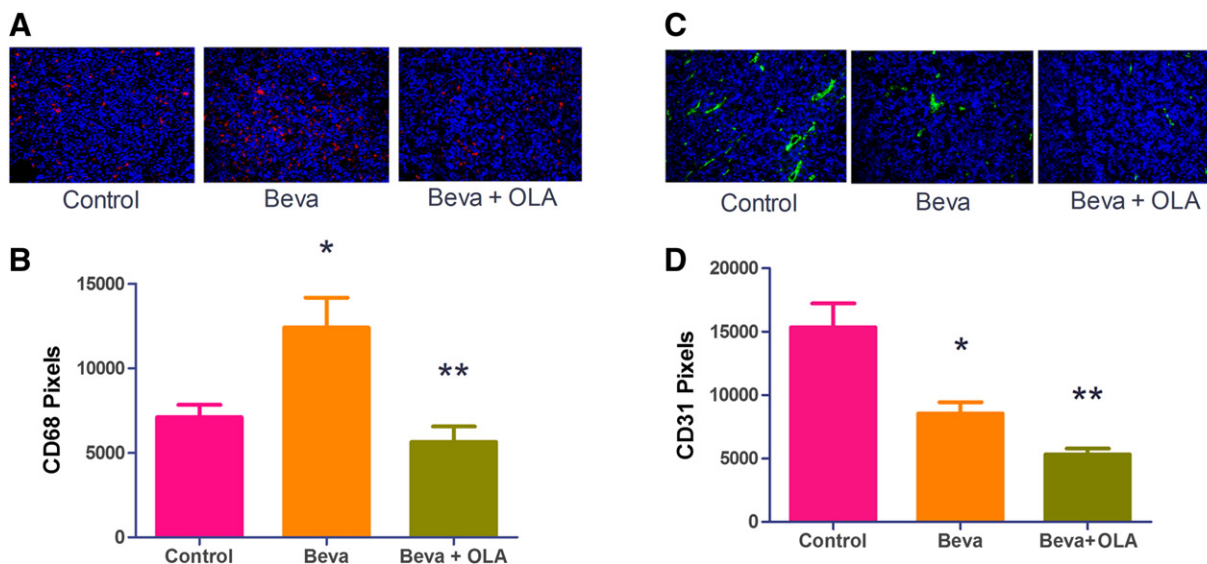 A
Control Beva Beva + OLA
B
*
**
15000
10000
5000
0
CD68 Pixels
Control Beva Beva + OLA
C
Control Beva Beva + OLA
D
*
**
20000
15000
10000
5000
0
CD31 Pixels
Control Beva Beva+OLA